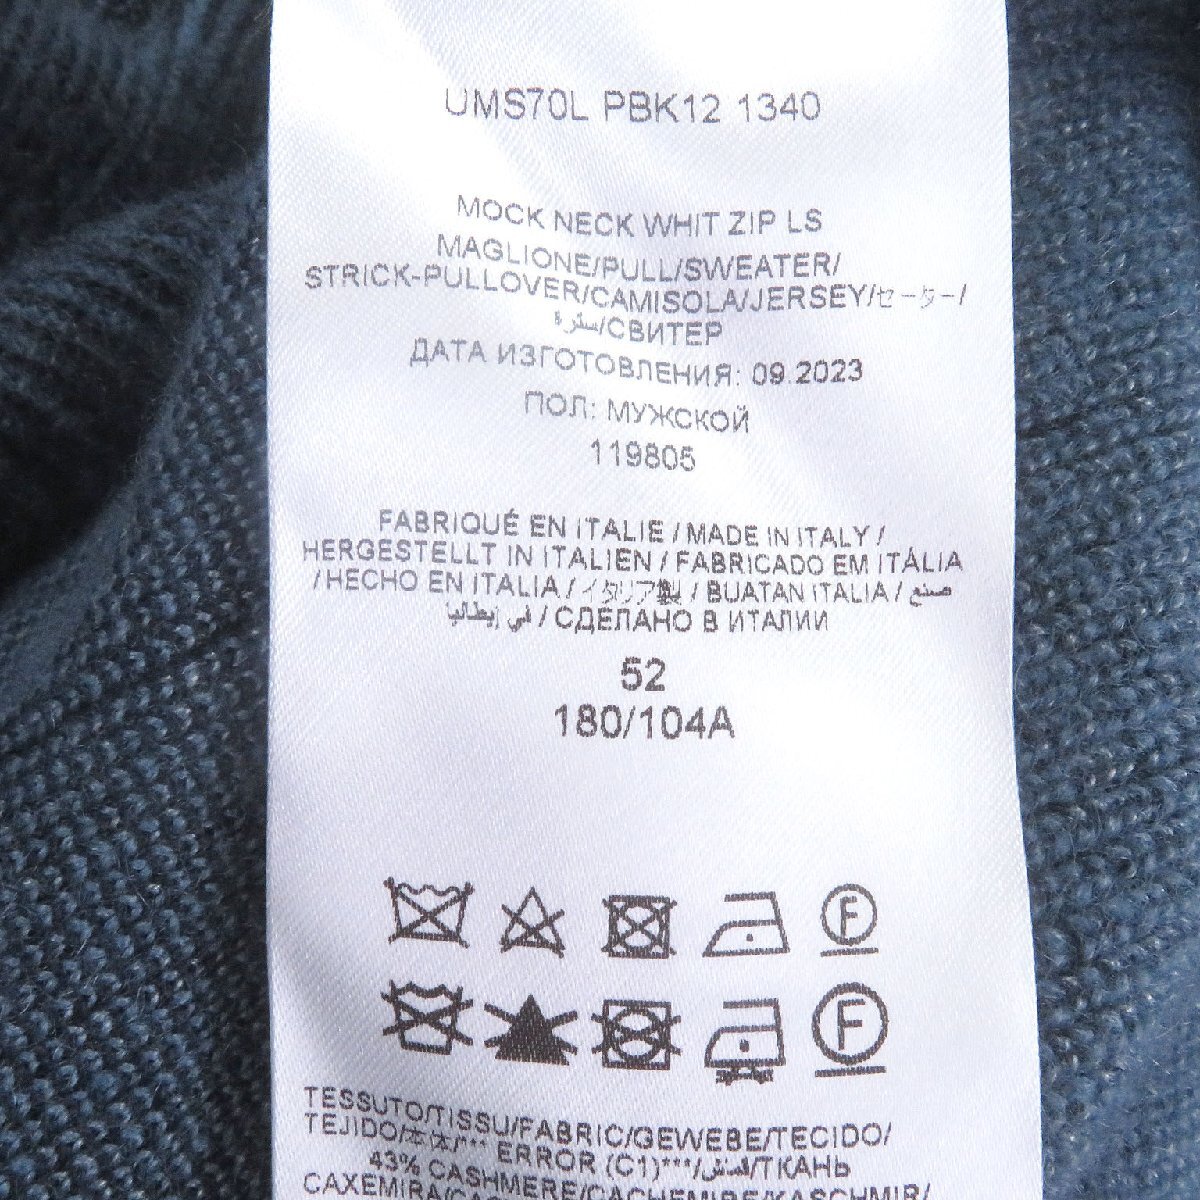 UMS70L PBK12 1340
MOCK NECK WHIT ZIP LS
MAGLIONE/PULL/SWEATER/
STRICK-PULLOVER/CAMISOLA/JERSEY/セーター/
سترة/СВИТЕР
ДАТА ИЗГОТОВЛЕНИЯ: 09.2023
ПОЛ: МУЖСКОЙ
119805
FABRIQUÉ EN ITALIE / MADE IN ITALY /
HERGESTELLT IN ITALIEN / FABRICADO EM ITÁLIA
/ HECHO EN ITALIA / イタリア製 / BUATAN ITALIA / صنع
في إيطاليا / СДЕЛАНО В ИТАЛИИ
52
180/104A
F
F
TESSUTO/TISSU/FABRIC/GEWEBE/TECIDO/
TEJIDO/本体/*** ERROR (C1)***/ТКАНЬ
43% CASHMERE/CACHEMIRE/KASCHMIR/
CAXEMIRA/